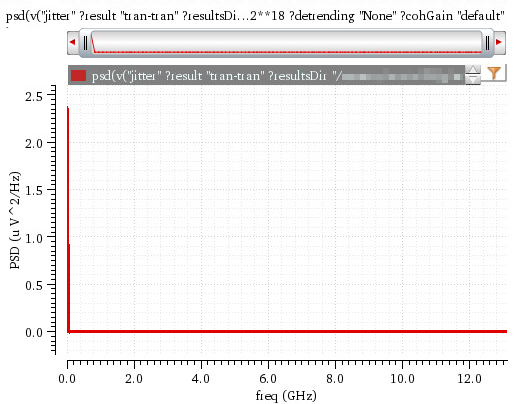 psd(v("jitter" ?result "tran-tran" ?resultsDi...2**18 ?detrending "None" ?cohGain "default"
psd(v("jitter" ?result "tran-tran" ?resultsDir "/
2.5
2.0
1.5
1.0
0.5
0.0
PSD (u V^2/Hz)
0.0 2.0 4.0 6.0 8.0 10.0 12.0
freq (GHz)